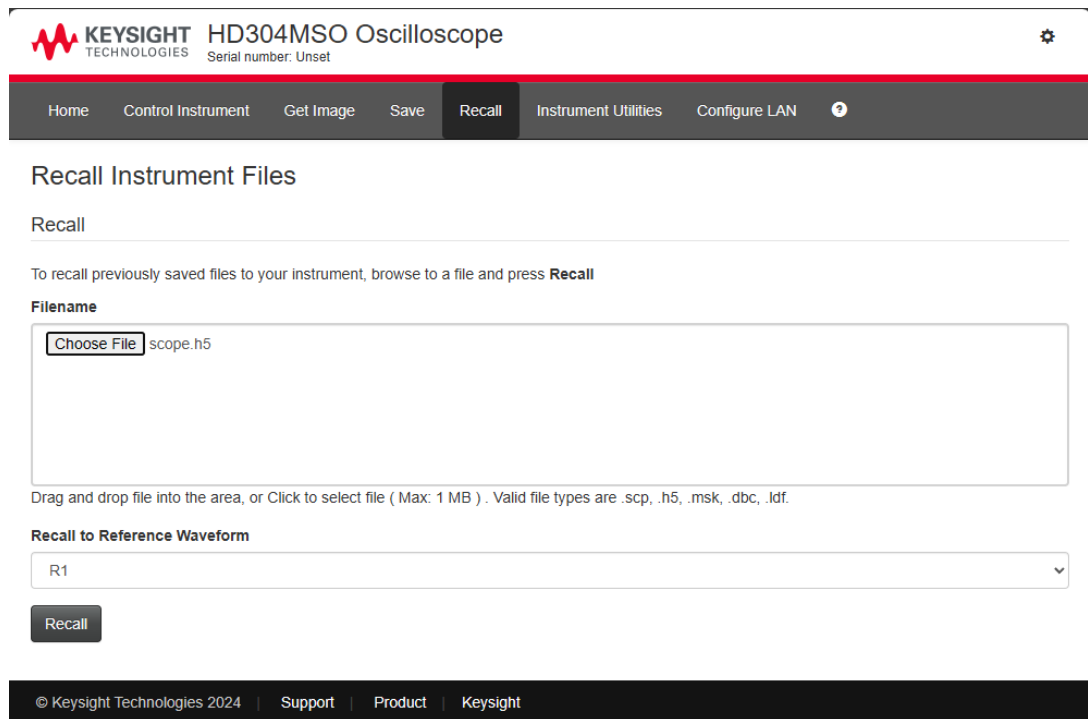 KEYSIGHT
TECHNOLOGIES
HD304MSO Oscilloscope
Serial number: Unset
Home Control Instrument Get Image Save Recall Instrument Utilities Configure LAN ?
Recall Instrument Files
Recall
To recall previously saved files to your instrument, browse to a file and press Recall
Filename
Choose File scope.h5
Drag and drop file into the area, or Click to select file ( Max: 1 MB ) . Valid file types are .scp, .h5, .msk, .dbc, .ldf.
Recall to Reference Waveform
R1
Recall
© Keysight Technologies 2024 | Support | Product | Keysight